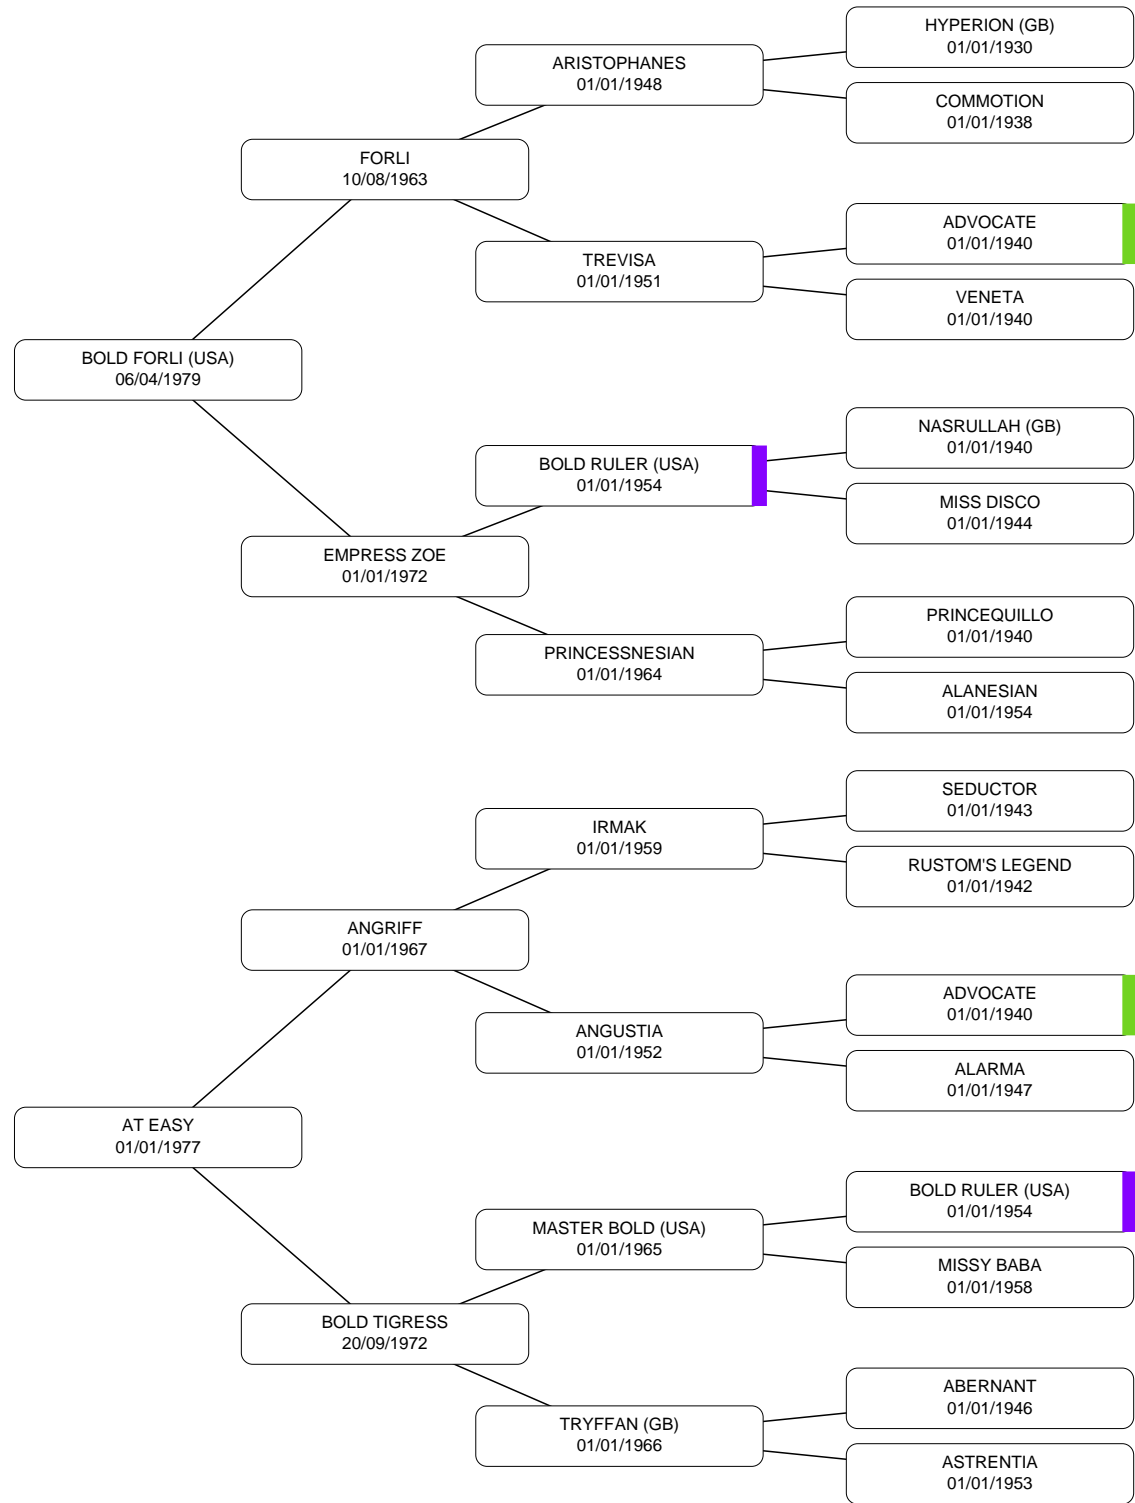 HYPERION (GB)
01/01/1930
ARISTOPHANES
01/01/1948
COMMOTION
01/01/1938
FORLI
10/08/1963
ADVOCATE
01/01/1940
TREVISA
01/01/1951
VENETA
01/01/1940
BOLD FORLI (USA)
06/04/1979
NASRULLAH (GB)
01/01/1940
BOLD RULER (USA)
01/01/1954
MISS DISCO
01/01/1944
EMPRESS ZOE
01/01/1972
PRINCEQUILLO
01/01/1940
PRINCESSNESIAN
01/01/1964
ALANESIAN
01/01/1954
SEDUCTOR
01/01/1943
IRMAK
01/01/1959
RUSTOM'S LEGEND
01/01/1942
ANGRIFF
01/01/1967
ADVOCATE
01/01/1940
ANGUSTIA
01/01/1952
ALARMA
01/01/1947
AT EASY
01/01/1977
BOLD RULER (USA)
01/01/1954
MASTER BOLD (USA)
01/01/1965
MISSY BABA
01/01/1958
BOLD TIGRESS
20/09/1972
ABERNANT
01/01/1946
TRYFFAN (GB)
01/01/1966
ASTRENTIA
01/01/1953